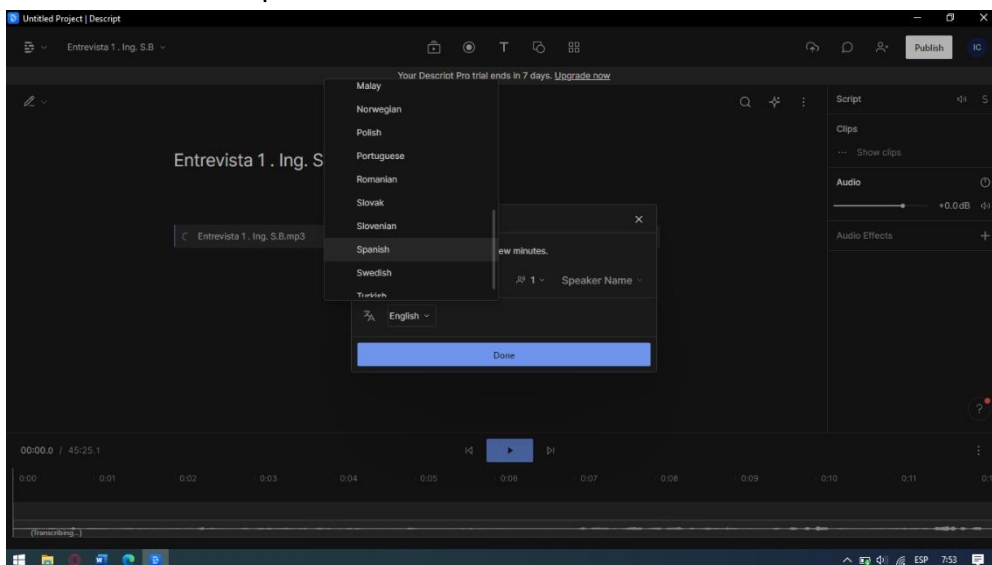 Untitled Project | Descript
Entrevista 1 . Ing. S.B
Publish
IC
Your Descript Pro trial ends in 7 days. Upgrade now
Malay
Norwegian
Polish
Portuguese
Romanian
Slovak
Slovenian
Spanish
Swedish
Turkish
Entrevista 1 . Ing. S
Entrevista 1 . Ing. S.B.mp3
ew minutes.
1
Speaker Name
English
Done
Script
S
Clips
Show clips
Audio
+0.0 dB
Audio Effects
?
00:00.0 / 45:25.1
0:00 0:01 0:02 0:03 0:04 0:05 0:06 0:07 0:08 0:09 0:10 0:11 0:1
(Transcribing...)
ESP 7:53